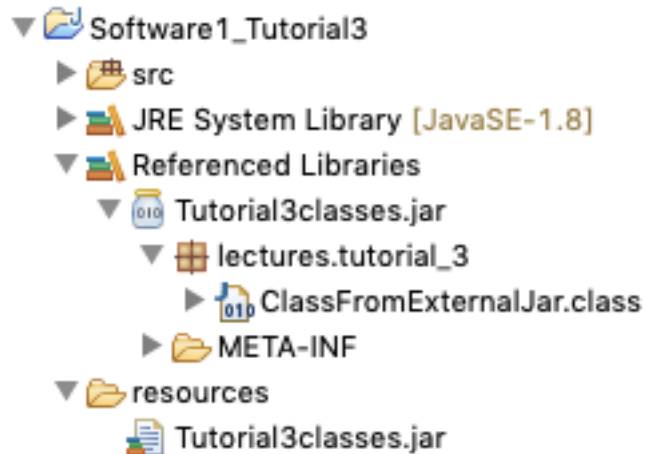 Software1_Tutorial3
src
JRE System Library [JavaSE-1.8]
Referenced Libraries
Tutorial3classes.jar
lectures.tutorial_3
ClassFromExternalJar.class
META-INF
resources
Tutorial3classes.jar